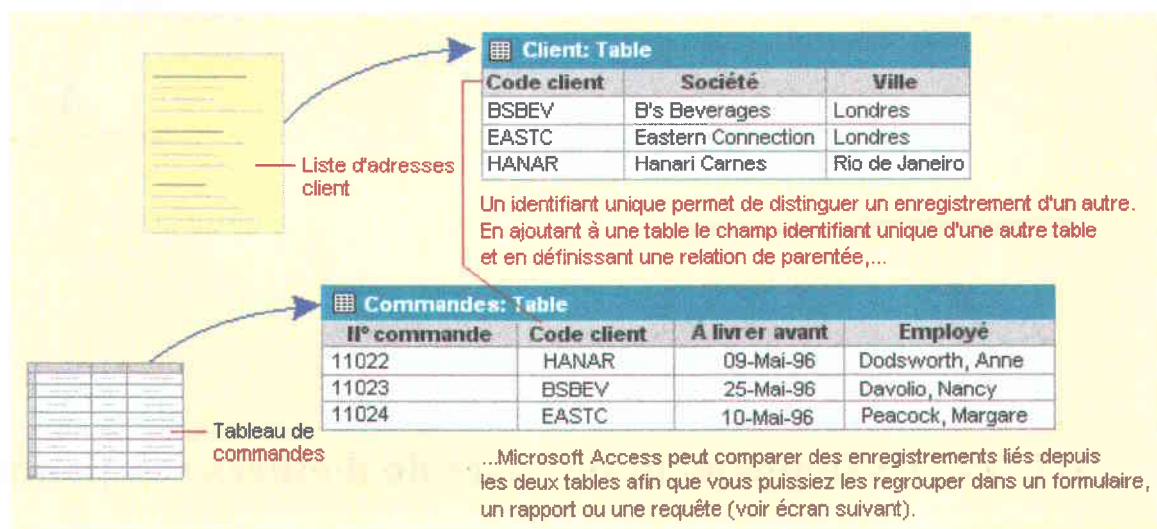 Client: Table
Code client Société Ville
BSBEV B's Beverages Londres
EASTC Eastern Connection Londres
HANAR Hanari Carnes Rio de Janeiro
Liste d'adresses
client
Un identifiant unique permet de distinguer un enregistrement d'un autre.
En ajoutant à une table le champ identifiant unique d'une autre table
et en définissant une relation de parentée,...
Commandes: Table
N° commande Code client A livrer avant Employé
11022 HANAR 09-Mai-96 Dodsworth, Anne
11023 BSBEV 25-Mai-96 Davolio, Nancy
11024 EASTC 10-Mai-96 Peacock, Margare
Tableau de
commandes
...Microsoft Access peut comparer des enregistrements liés depuis
les deux tables afin que vous puissiez les regrouper dans un formulaire,
un rapport ou une requête (voir écran suivant).